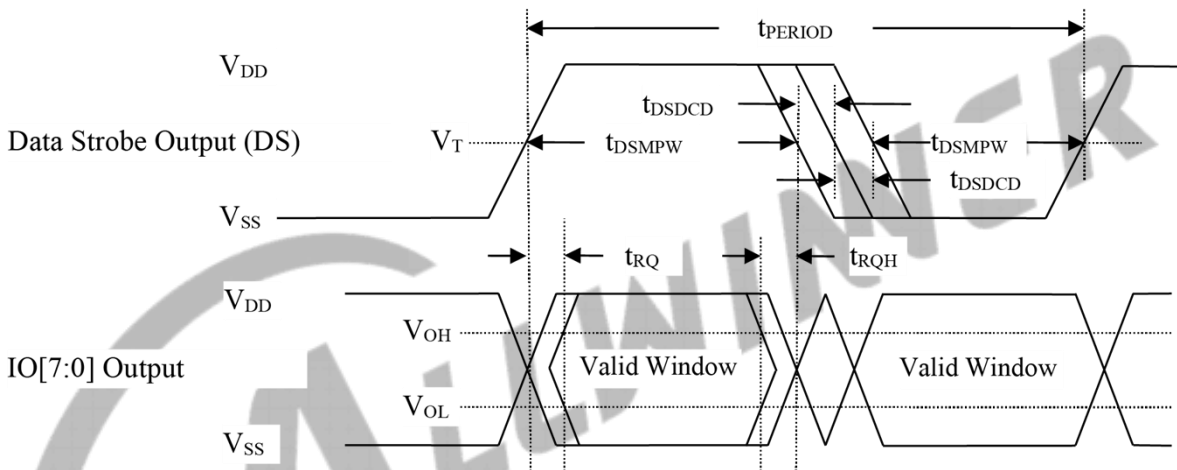 tPERIOD
VDD
tDSDCD
Data Strobe Output (DS)
VT
tDSMPW
tDSMPW
tDSDCD
VSS
tRQ
tRQH
VDD
VOH
IO[7:0] Output
Valid Window
Valid Window
VOL
VSS
ALLWINNER